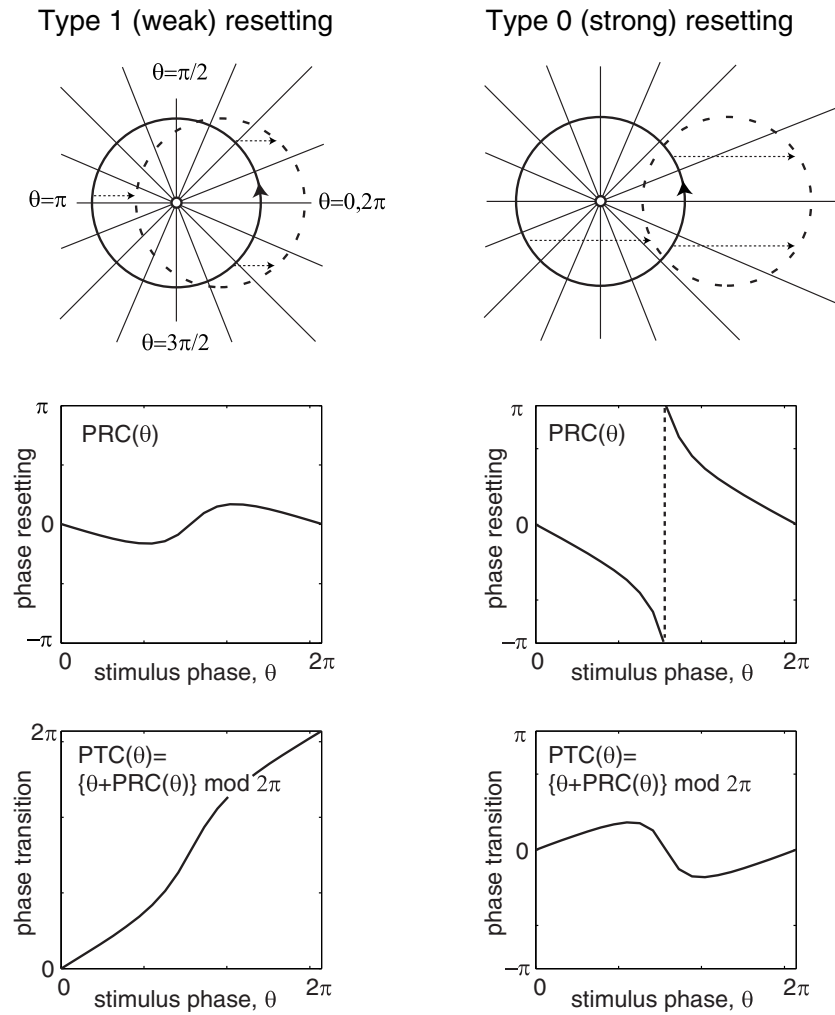 Type 1 (weak) resetting
θ=π/2
θ=π
θ=0,2π
θ=3π/2
Type 0 (strong) resetting
π
PRC(θ)
0
−π
phase resetting
0
2π
stimulus phase, θ
π
PRC(θ)
0
−π
phase resetting
0
2π
stimulus phase, θ
2π
PTC(θ)=
{θ+PRC(θ)} mod 2π
0
phase transition
0
2π
stimulus phase, θ
π
PTC(θ)=
{θ+PRC(θ)} mod 2π
0
−π
phase transition
0
2π
stimulus phase, θ